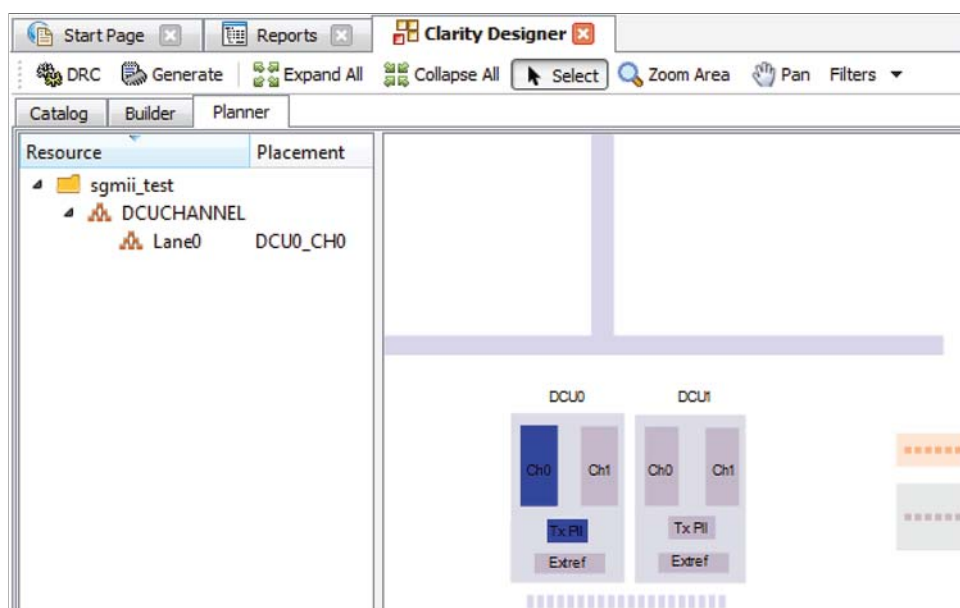 Start Page Reports Clarity Designer
DRC Generate Expand All Collapse All Select Zoom Area Pan Filters
Catalog Builder Planner
Resource Placement
sgmii_test
DCUCHANNEL
Lane0 DCU0_CH0
DCU0 DCU1
Ch0 Ch1 Ch0 Ch1
Tx Pll Tx Pll
Extref Extref